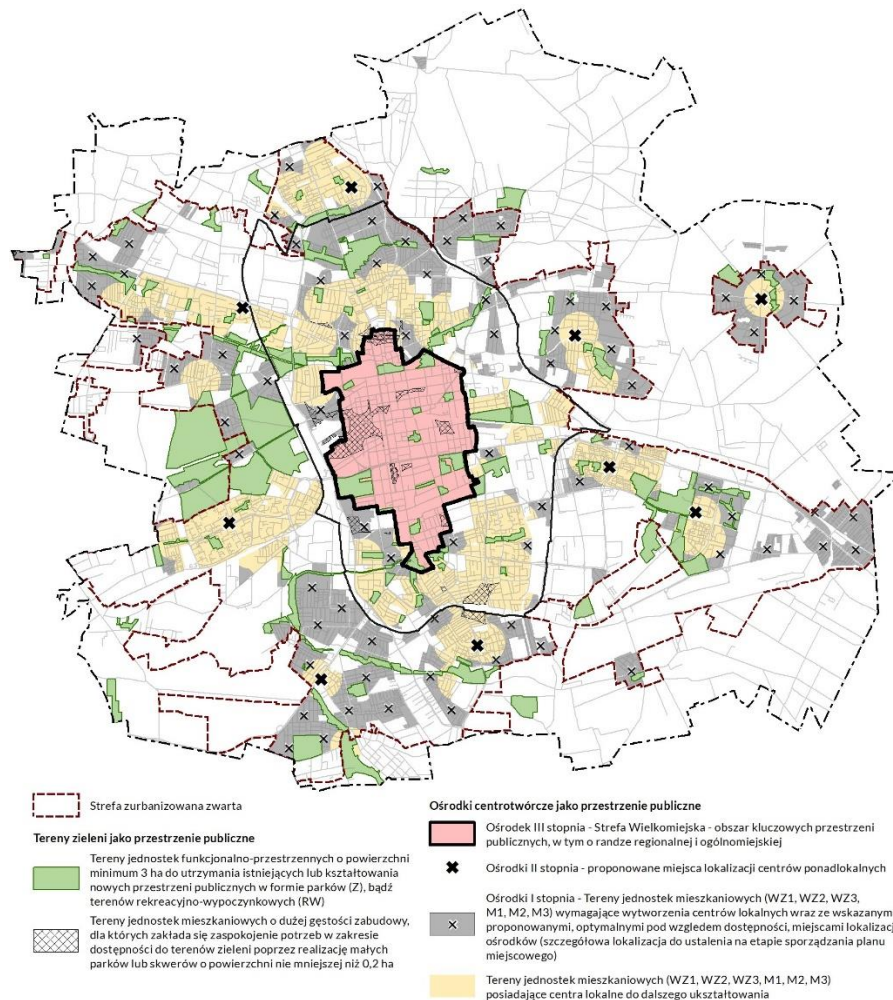 Strefa zurbanizowana zwarta
Tereny zieleni jako przestrzenie publiczne
Tereny jednostek funkcjonalno-przestrzennych o powierzchni
minimum 3 ha do utrzymania istniejących lub kształtowania
nowych przestrzeni publicznych w formie parków (Z), bądź
terenów rekreacyjno-wypoczynkowych (RW)
Tereny jednostek mieszkaniowych o dużej gęstości zabudowy,
dla których zakłada się zaspokojenie potrzeb w zakresie
dostępności do terenów zieleni poprzez realizację małych
parków lub skwerów o powierzchni nie mniejszej niż 0,2 ha
Ośrodki centrotwórcze jako przestrzenie publiczne
Ośrodek III stopnia - Strefa Wielkomiejska - obszar kluczowych przestrzeni
publicznych, w tym o randze regionalnej i ogólnomiejskiej
Ośrodki II stopnia - proponowane miejsca lokalizacji centrów ponadlokalnych
Ośrodki I stopnia - Tereny jednostek mieszkaniowych (WZ1, WZ2, WZ3,
M1, M2, M3) wymagające wytworzenia centrów lokalnych wraz ze wskazanym
proponowanymi, optymalnymi pod względem dostępności, miejscami lokalizacj
ośrodków (szczegółowa lokalizacja do ustalenia na etapie sporządzania planu
miejscowego)
Tereny jednostek mieszkaniowych (WZ1, WZ2, WZ3, M1, M2, M3)
posiadające centra lokalne do dalszego ukształtowania